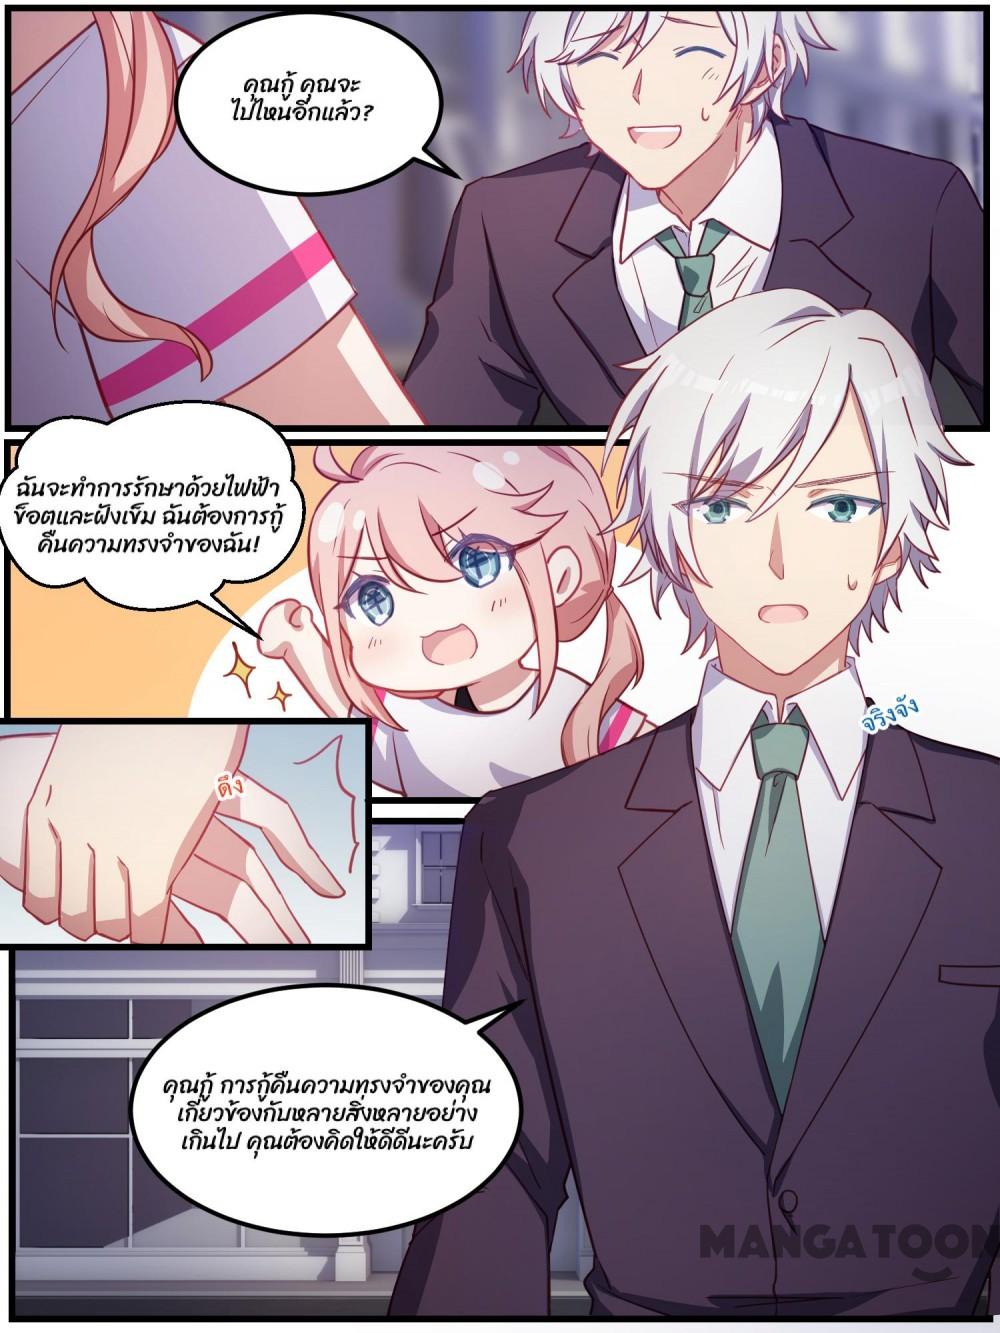 คุณกู้ คุณจะ
ไปไหนอีกแล้ว?
ฉันจะทำการรักษาด้วยไฟฟ้า
ช็อตและฝังเข็ม ฉันต้องการกู้
คืนความทรงจำของฉัน!
จริงจัง
ดึง
คุณกู้ การกู้คืนความทรงจำของคุณ
เกี่ยวข้องกับหลายสิ่งหลายอย่าง
เกินไป คุณต้องคิดให้ดีดีนะครับ
MANGATOON